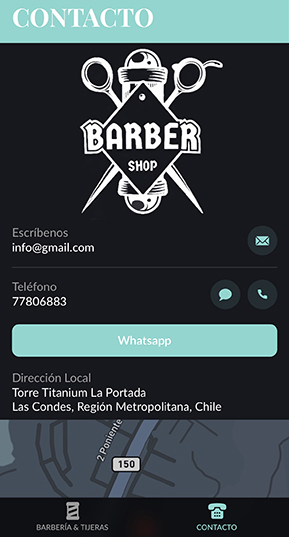 CONTACTO
BARBER
SHOP
Escríbenos
info@gmail.com
Teléfono
77806883
Whatsapp
Dirección Local
Torre Titanium La Portada
Las Condes, Región Metropolitana, Chile
2 Poniente
150
BARBERÍA & TIJERAS
CONTACTO